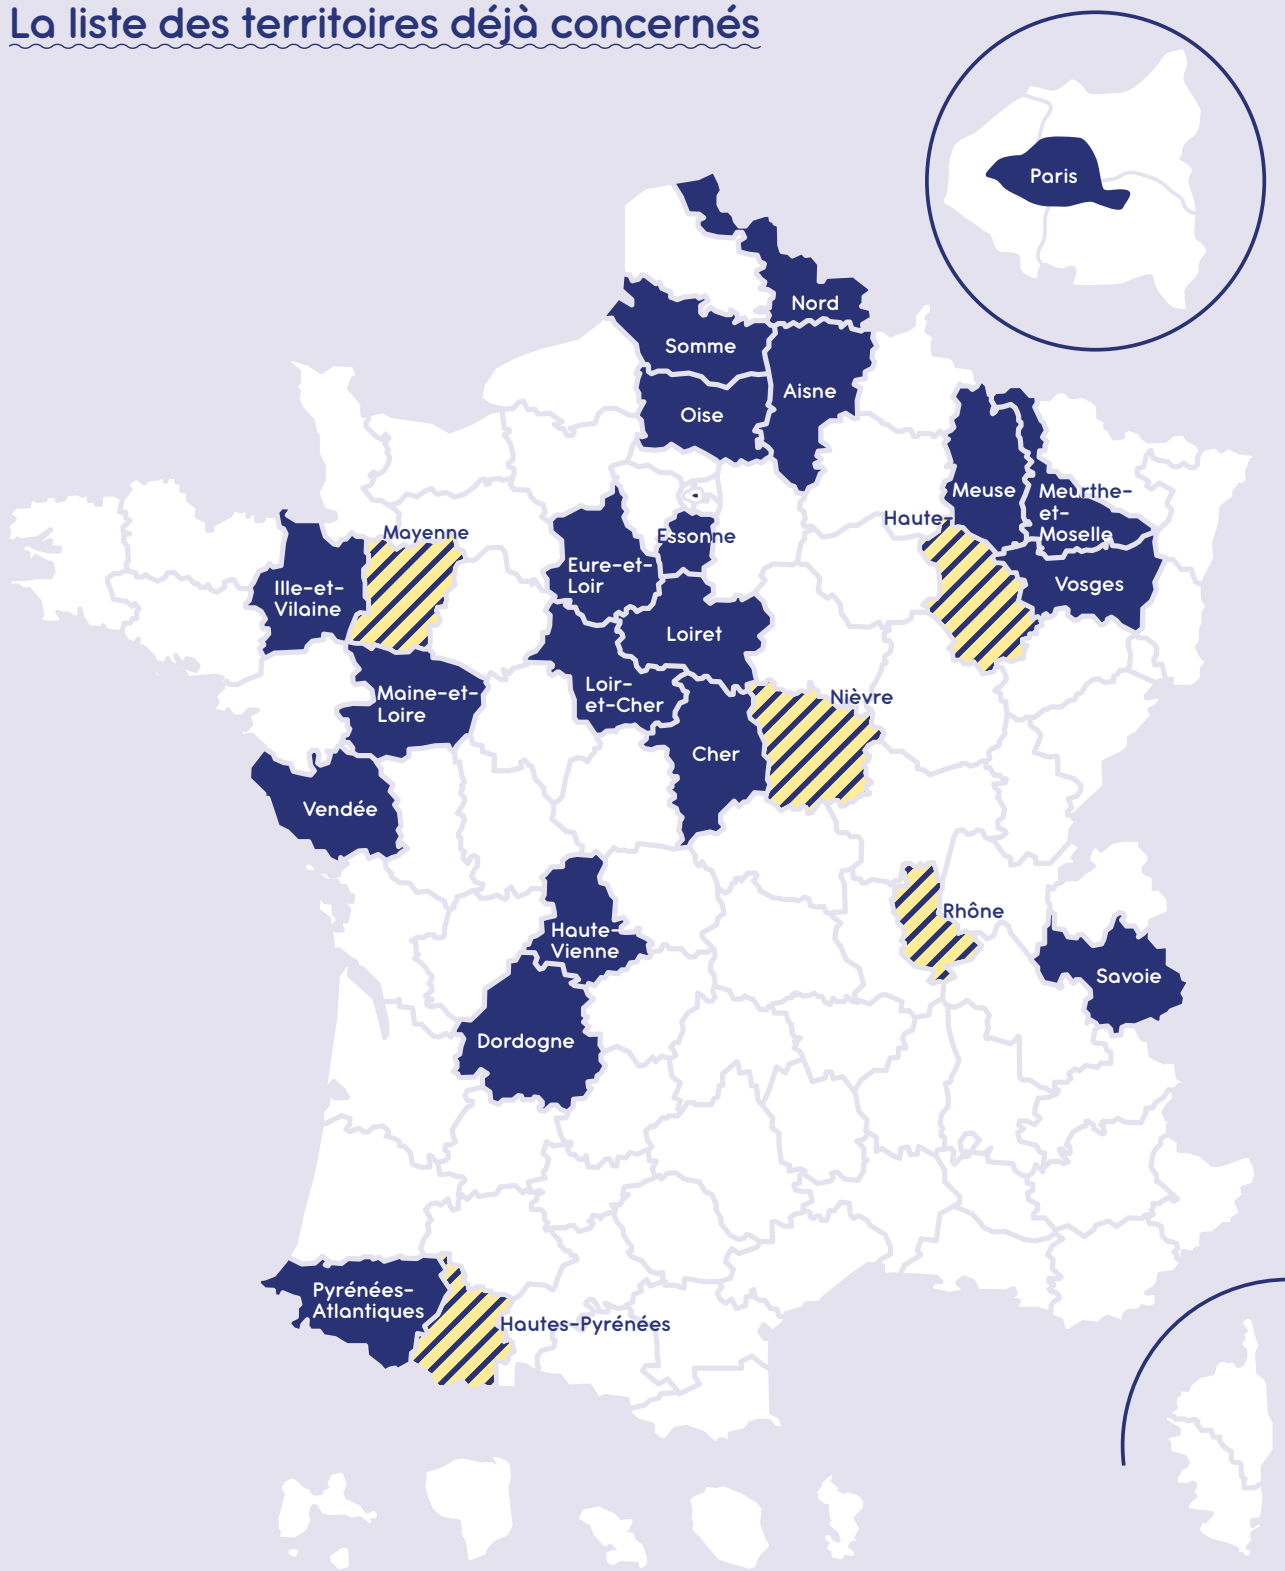 La liste des territoires déjà concernés
Paris
Nord
Somme
Aisne
Oise
Meuse
Meurthe-
et-
Moselle
Haute-
Mayenne
Essonne
Eure-et-
Loir
Ille-et-
Vilaine
Vosges
Loiret
Loir-
et-Cher
Maine-et-
Loire
Nièvre
Cher
Vendée
Rhône
Haute-
Vienne
Savoie
Dordogne
Pyrénées-
Atlantiques
Hautes-Pyrénées